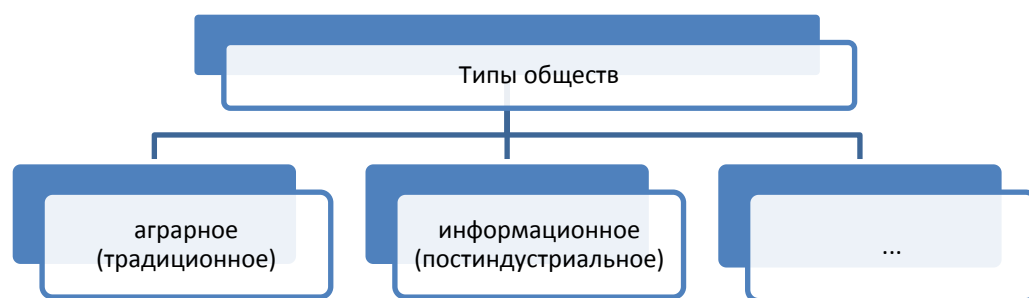 Типы обществ
аграрное
(традиционное)
информационное
(постиндустриальное)
...